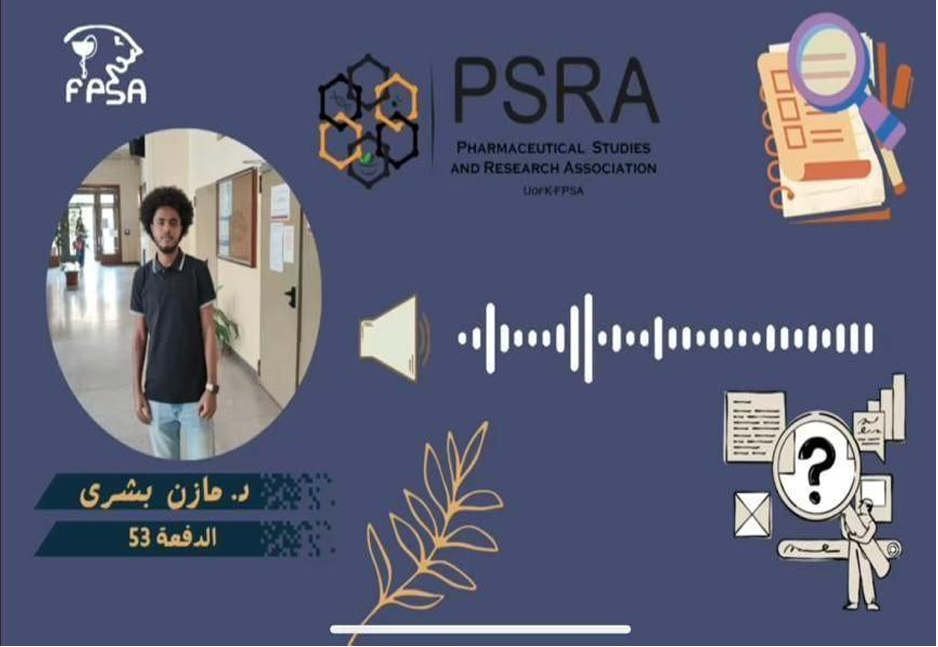 FPSA
PSRA
PHARMACEUTICAL STUDIES
AND RESEARCH ASSOCIATION
UOFK-FPSA
د. مازن بشرى
الدفعة 53
?